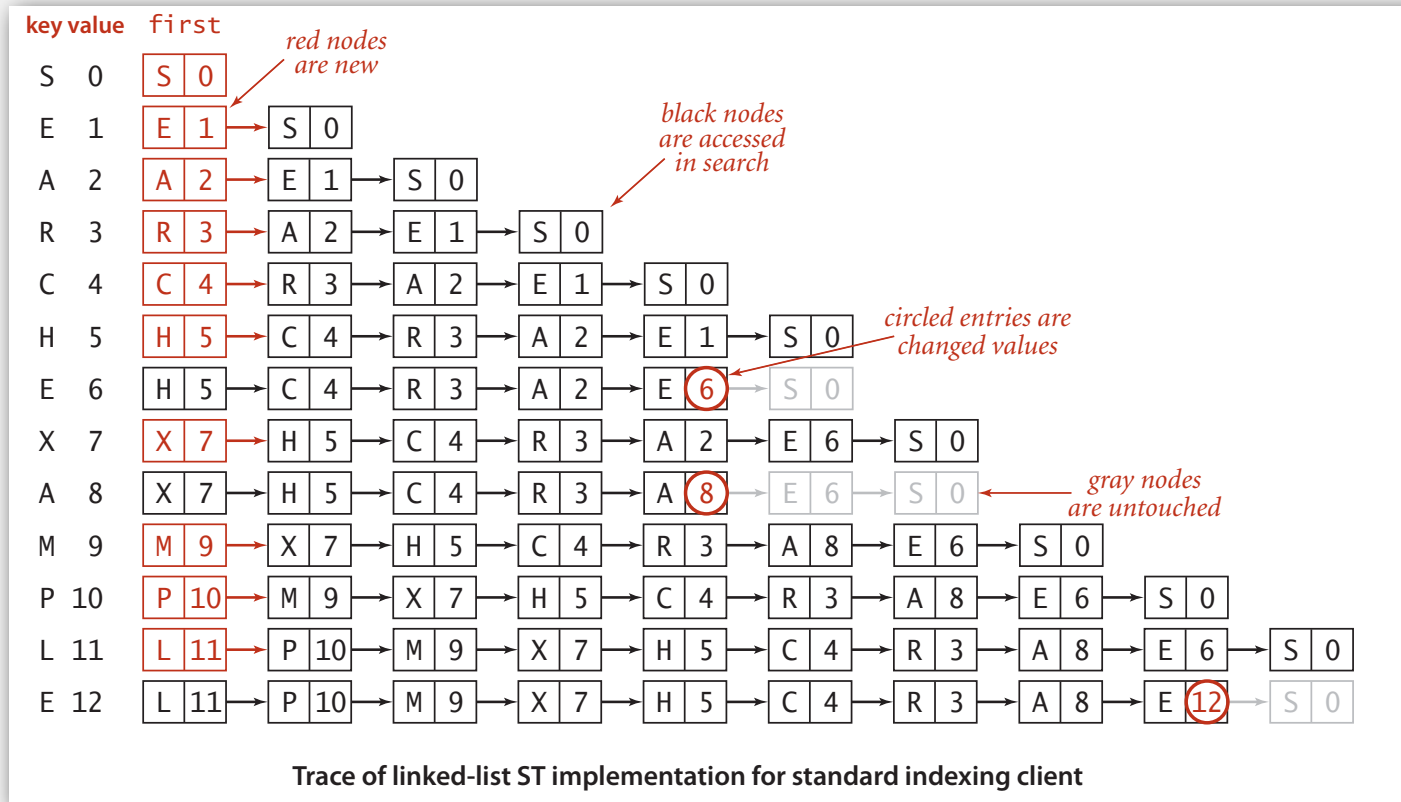 key value first
red nodes
are new
S 0 S 0
E 1 E 1 S 0
black nodes
are accessed
in search
A 2 A 2 E 1 S 0
R 3 R 3 A 2 E 1 S 0
C 4 C 4 R 3 A 2 E 1 S 0
circled entries are
changed values
H 5 H 5 C 4 R 3 A 2 E 1 S 0
E 6 H 5 C 4 R 3 A 2 E 6 S 0
X 7 X 7 H 5 C 4 R 3 A 2 E 6 S 0
A 8 X 7 H 5 C 4 R 3 A 8 E 6 S 0
gray nodes
are untouched
M 9 M 9 X 7 H 5 C 4 R 3 A 8 E 6 S 0
P 10 P 10 M 9 X 7 H 5 C 4 R 3 A 8 E 6 S 0
L 11 L 11 P 10 M 9 X 7 H 5 C 4 R 3 A 8 E 6 S 0
E 12 L 11 P 10 M 9 X 7 H 5 C 4 R 3 A 8 E 12 S 0
Trace of linked-list ST implementation for standard indexing client